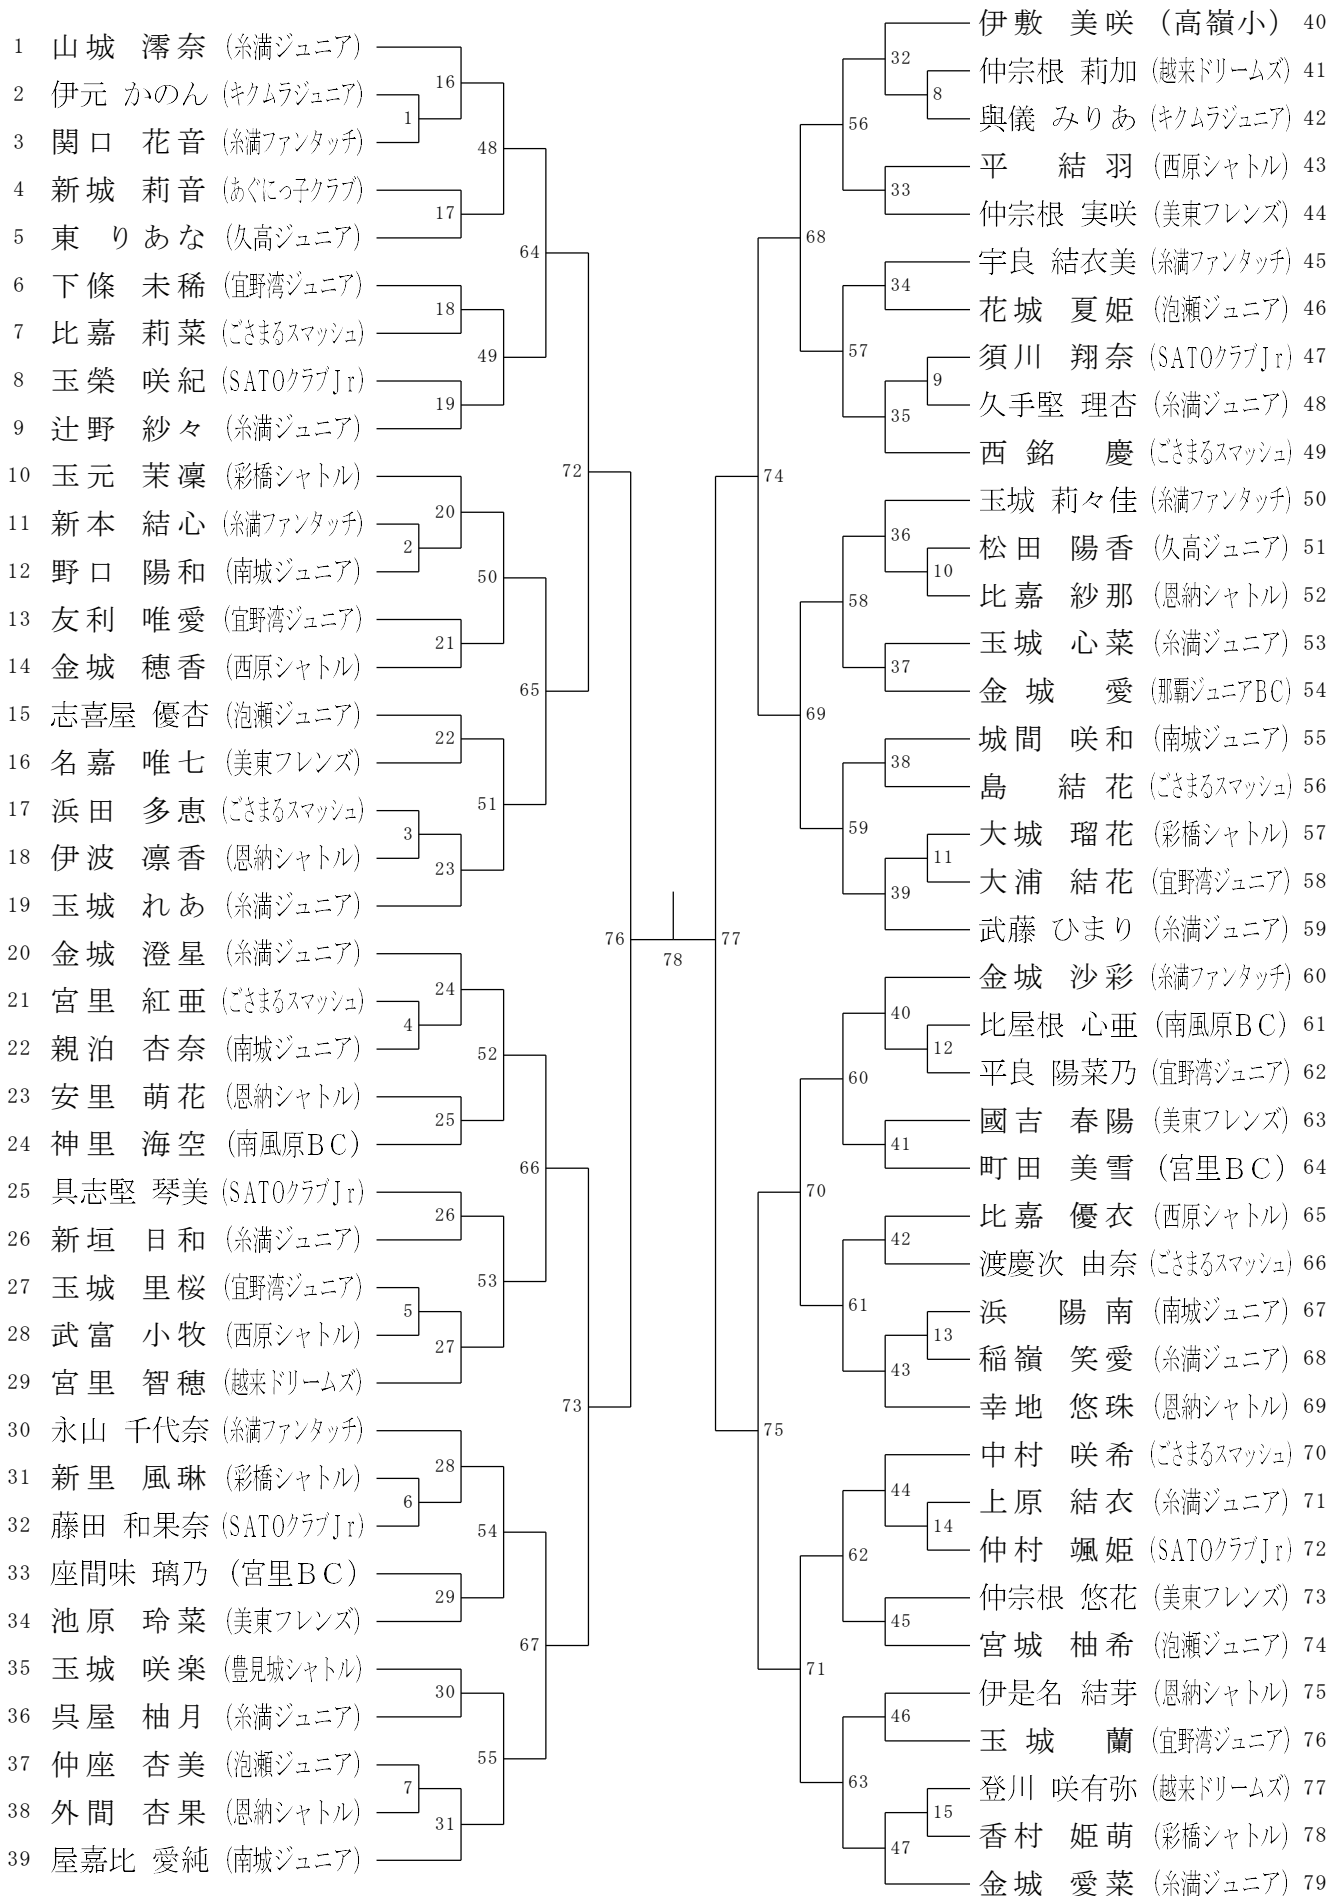 1 山城 澪奈 (糸満ジュニア)
2 伊元 かのん (キクムラジュニア)
3 関口 花音 (糸満ファンタッチ)
4 新城 莉音 (あぐにっ子クラブ)
5 東 りあな (久高ジュニア)
6 下條 未稀 (宜野湾ジュニア)
7 比嘉 莉菜 (ごさまるスマッシュ)
8 玉榮 咲紀 (SATOクラブJr)
9 辻野 紗々 (糸満ジュニア)
10 玉元 茉凜 (彩橋シャトル)
11 新本 結心 (糸満ファンタッチ)
12 野口 陽和 (南城ジュニア)
13 友利 唯愛 (宜野湾ジュニア)
14 金城 穂香 (西原シャトル)
15 志喜屋 優杏 (泡瀬ジュニア)
16 名嘉 唯七 (美東フレンズ)
17 浜田 多恵 (ごさまるスマッシュ)
18 伊波 凛香 (恩納シャトル)
19 玉城 れあ (糸満ジュニア)
20 金城 澄星 (糸満ジュニア)
21 宮里 紅亜 (ごさまるスマッシュ)
22 親泊 杏奈 (南城ジュニア)
23 安里 萌花 (恩納シャトル)
24 神里 海空 (南風原BC)
25 具志堅 琴美 (SATOクラブJr)
26 新垣 日和 (糸満ジュニア)
27 玉城 里桜 (宜野湾ジュニア)
28 武富 小牧 (西原シャトル)
29 宮里 智穂 (越来ドリームズ)
30 永山 千代奈 (糸満ファンタッチ)
31 新里 風琳 (彩橋シャトル)
32 藤田 和果奈 (SATOクラブJr)
33 座間味 璃乃 (宮里BC)
34 池原 玲菜 (美東フレンズ)
35 玉城 咲楽 (豊見城シャトル)
36 呉屋 柚月 (糸満ジュニア)
37 仲座 杏美 (泡瀬ジュニア)
38 外間 杏果 (恩納シャトル)
39 屋嘉比 愛純 (南城ジュニア)
1
2
3
4
5
6
7
16
17
18
19
20
21
22
23
24
25
26
27
28
29
30
31
48
49
50
51
52
53
54
55
64
65
66
67
72
73
76
78
77
74
75
68
69
70
71
56
57
58
59
60
61
62
63
32
33
34
35
36
37
38
39
40
41
42
43
44
45
46
47
8
9
10
11
12
13
14
15
伊敷 美咲 (高嶺小) 40
仲宗根 莉加 (越来ドリームズ) 41
與儀 みりあ (キクムラジュニア) 42
平 結羽 (西原シャトル) 43
仲宗根 実咲 (美東フレンズ) 44
宇良 結衣美 (糸満ファンタッチ) 45
花城 夏姫 (泡瀬ジュニア) 46
須川 翔奈 (SATOクラブJr) 47
久手堅 理杏 (糸満ジュニア) 48
西銘 慶 (ごさまるスマッシュ) 49
玉城 莉々佳 (糸満ファンタッチ) 50
松田 陽香 (久高ジュニア) 51
比嘉 紗那 (恩納シャトル) 52
玉城 心菜 (糸満ジュニア) 53
金城 愛 (那覇ジュニアBC) 54
城間 咲和 (南城ジュニア) 55
島 結花 (ごさまるスマッシュ) 56
大城 瑠花 (彩橋シャトル) 57
大浦 結花 (宜野湾ジュニア) 58
武藤 ひまり (糸満ジュニア) 59
金城 沙彩 (糸満ファンタッチ) 60
比屋根 心亜 (南風原BC) 61
平良 陽菜乃 (宜野湾ジュニア) 62
國吉 春陽 (美東フレンズ) 63
町田 美雪 (宮里BC) 64
比嘉 優衣 (西原シャトル) 65
渡慶次 由奈 (ごさまるスマッシュ) 66
浜 陽南 (南城ジュニア) 67
稲嶺 笑愛 (糸満ジュニア) 68
幸地 悠珠 (恩納シャトル) 69
中村 咲希 (ごさまるスマッシュ) 70
上原 結衣 (糸満ジュニア) 71
仲村 颯姫 (SATOクラブJr) 72
仲宗根 悠花 (美東フレンズ) 73
宮城 柚希 (泡瀬ジュニア) 74
伊是名 結芽 (恩納シャトル) 75
玉城 蘭 (宜野湾ジュニア) 76
登川 咲有弥 (越来ドリームズ) 77
香村 姫萌 (彩橋シャトル) 78
金城 愛菜 (糸満ジュニア) 79